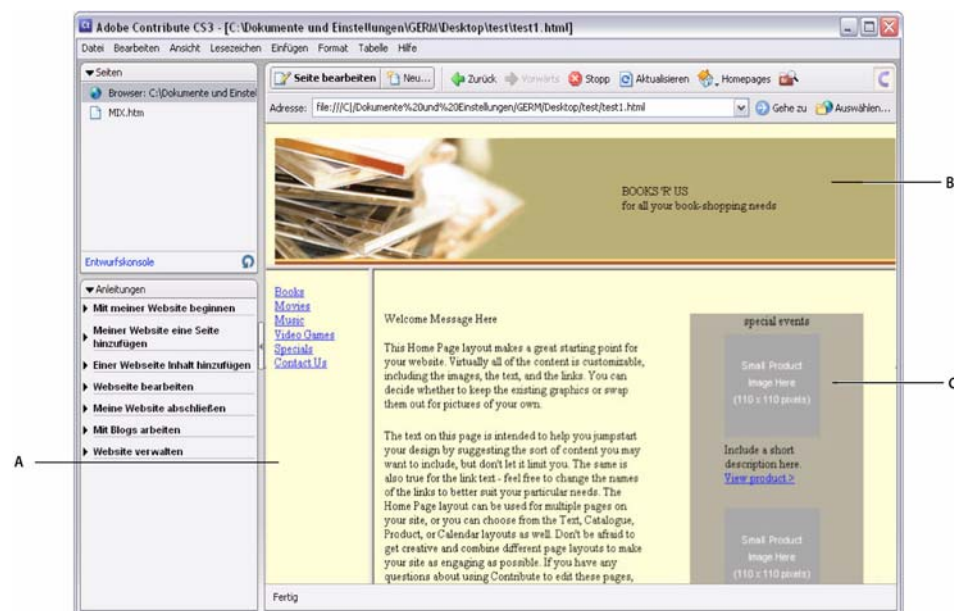 Adobe Contribute CS3 - [C:\Dokumente und Einstellungen\GERM\Desktop\test\test1.html]
Datei Bearbeiten Ansicht Lesezeichen Einfügen Format Tabelle Hilfe
Seiten
Browser: C:\Dokumente und Einstel
MIX.htm
Entwurfskonsole
Anleitungen
Mit meiner Website beginnen
Meiner Website eine Seite
hinzufügen
Einer Webseite Inhalt hinzufügen
Webseite bearbeiten
Meine Website abschließen
Mit Blogs arbeiten
Website verwalten
Seite bearbeiten Neu... Zurück Vorwärts Stopp Aktualisieren Homepages
Adresse: file:///C|/Dokumente%20und%20Einstellungen/GERM/Desktop/test/test1.html Gehe zu Auswählen...
BOOKS 'R' US
for all your book-shopping needs
Books
Movies
Music
Video Games
Specials
Contact Us
Welcome Message Here
This Home Page layout makes a great starting point for
your website. Virtually all of the content is customizable,
including the images, the text, and the links. You can
decide whether to keep the existing graphics or swap
them out for pictures of your own.
The text on this page is intended to help you jumpstart
your design by suggesting the sort of content you may
want to include, but don't let it limit you. The same is
also true for the link text - feel free to change the names
of the links to better suit your particular needs. The
Home Page layout can be used for multiple pages on
your site, or you can choose from the Text, Catalogue,
Product, or Calendar layouts as well. Don't be afraid to
get creative and combine different page layouts to make
your site as engaging as possible. If you have any
questions about using Contribute to edit these pages,
special events
Small Product
Image Here
(110 x 110 pixels)
Include a short
description here.
View product >
Small Product
Image Here
(110 x 110 pixels)
Fertig
A
B
C